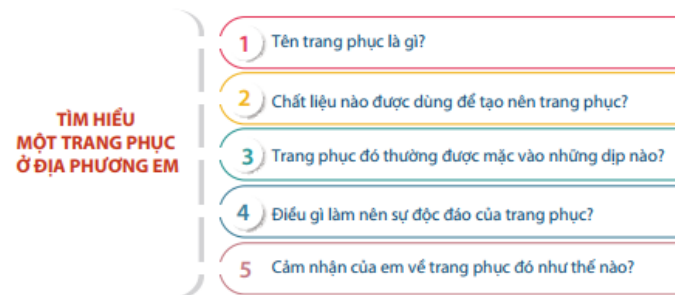 TÌM HIỂU
MỘT TRANG PHỤC
Ở ĐỊA PHƯƠNG EM
1 Tên trang phục là gì?
2 Chất liệu nào được dùng để tạo nên trang phục?
3 Trang phục đó thường được mặc vào những dịp nào?
4 Điều gì làm nên sự độc đáo của trang phục?
5 Cảm nhận của em về trang phục đó như thế nào?